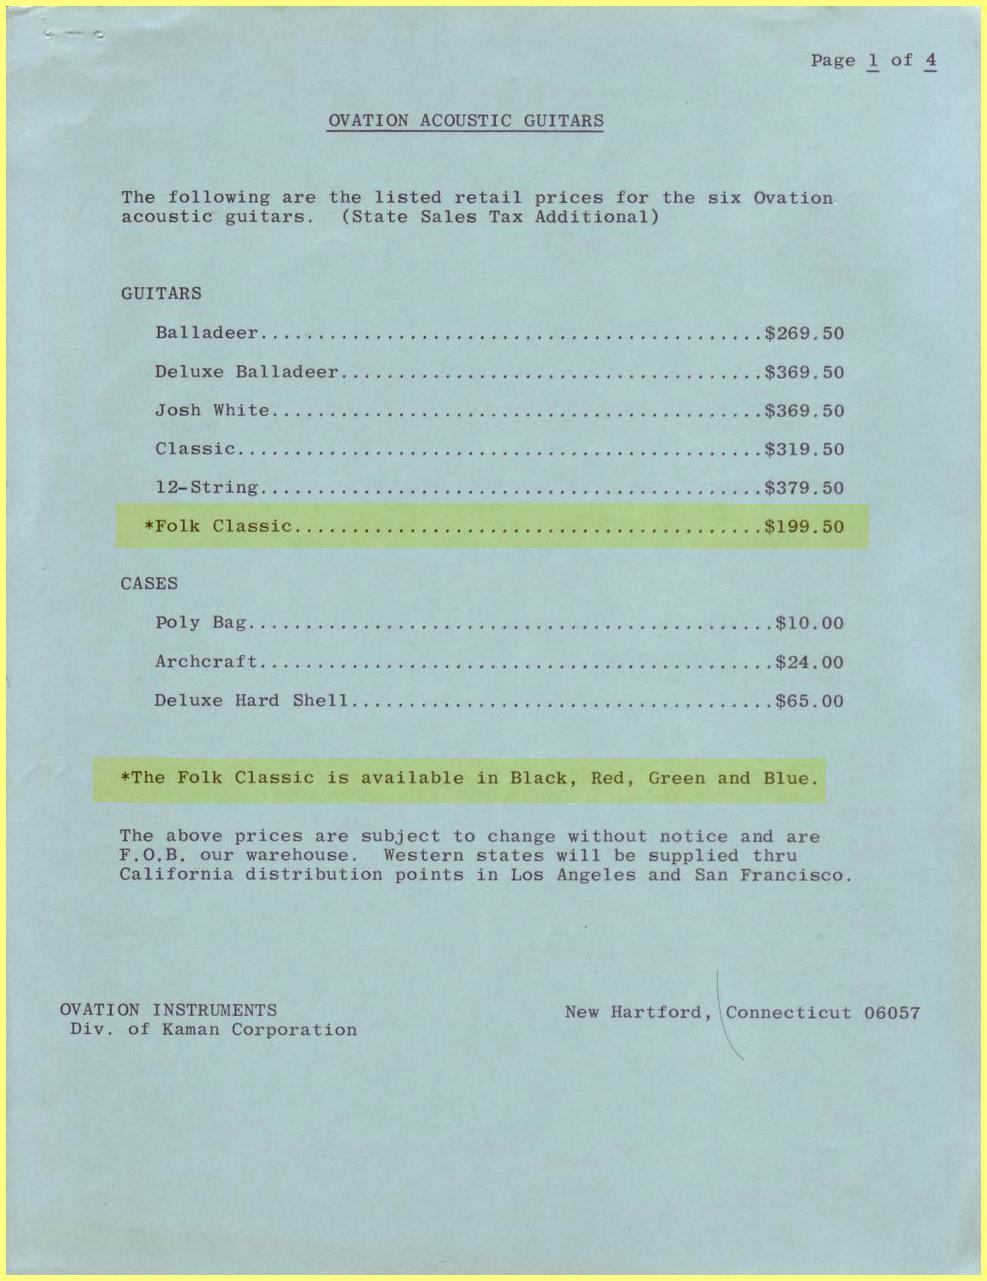 Page 1 of 4
OVATION ACOUSTIC GUITARS
The following are the listed retail prices for the six Ovation
acoustic guitars.  (State Sales Tax Additional)
GUITARS
Balladeer............................................$269.50
Deluxe Balladeer.....................................$369.50
Josh White...........................................$369.50
Classic..............................................$319.50
12-String............................................$379.50
*Folk Classic.........................................$199.50
CASES
Poly Bag..............................................$10.00
Archcraft.............................................$24.00
Deluxe Hard Shell.....................................$65.00
*The Folk Classic is available in Black, Red, Green and Blue.
The above prices are subject to change without notice and are
F.O.B. our warehouse.  Western states will be supplied thru
California distribution points in Los Angeles and San Francisco.
OVATION INSTRUMENTS
Div. of Kaman Corporation
New Hartford, Connecticut 06057